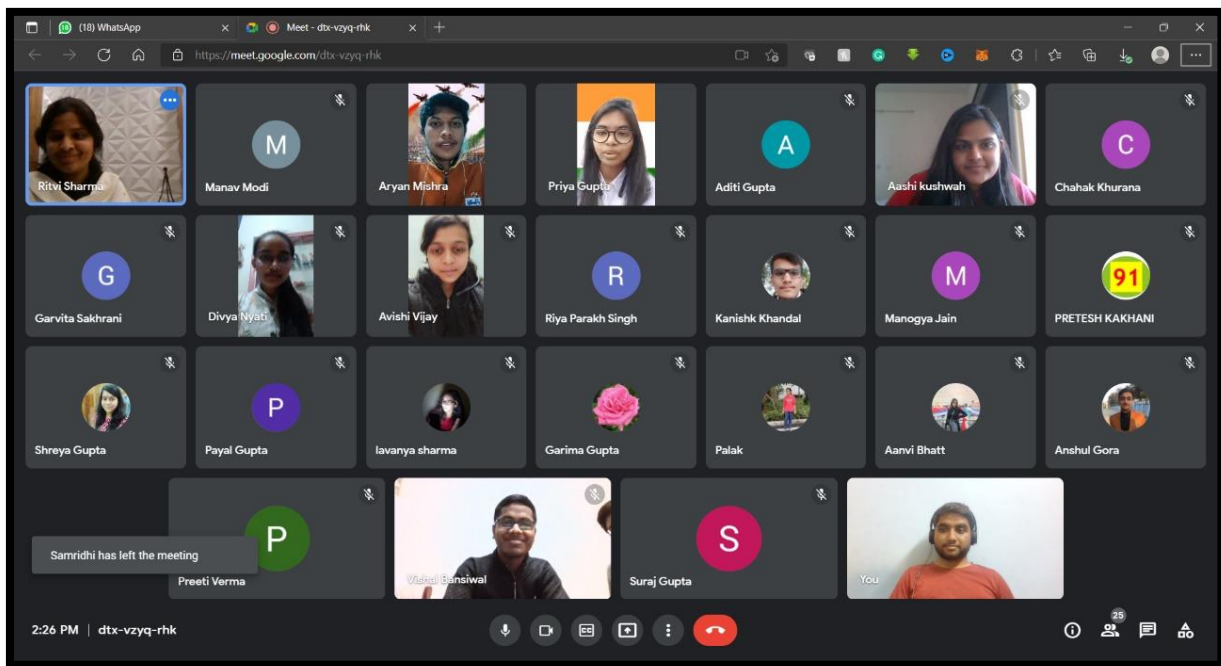 (18) WhatsApp
Meet - dtx-vzyq-rhk
https://meet.google.com/dtx-vzyq-rhk
Ritvi Sharma
M
Manav Modi
Aryan Mishra
Priya Gupta
A
Aditi Gupta
Aashi kushwah
C
Chahak Khurana
G
Garvita Sakhrani
Divya Nyati
Avishi Vijay
R
Riya Parakh Singh
Kanishk Khandal
M
Manogya Jain
91
PRETESH KAKHANI
Shreya Gupta
P
Payal Gupta
lavanya sharma
Garima Gupta
Palak
Aanvi Bhatt
Anshul Gora
Samridhi has left the meeting
P
Preeti Verma
Vishal Bansiwal
S
Suraj Gupta
You
2:26 PM | dtx-vzyq-rhk
CC
25